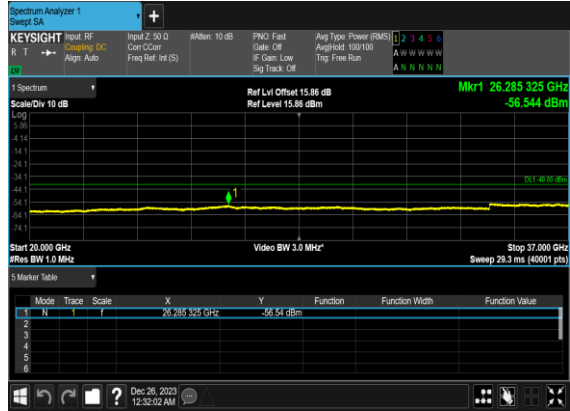 Spectrum Analyzer 1
Swept SA
+
KEYSIGHT
R T
LV
Input: RF
Coupling: DC
Align: Auto
Input Z: 50 Ω
Corr CCorr
Freq Ref: Int (S)
#Atten: 10 dB
PNO: Fast
Gate: Off
IF Gain: Low
Sig Track: Off
Avg Type: Power (RMS)
Avg|Hold: 100/100
Trig: Free Run
1 2 3 4 5 6
A W W W W W
A N N N N N
1 Spectrum
Scale/Div 10 dB
Ref Lvl Offset 15.86 dB
Ref Level 15.86 dBm
Mkr1 26.285 325 GHz
-56.544 dBm
Log
5.86
-4.14
-14.1
-24.1
-34.1
-44.1
-54.1
-64.1
-74.1
DL1 -40.00 dBm
1
Start 20.000 GHz
#Res BW 1.0 MHz
Video BW 3.0 MHz*
Stop 37.000 GHz
Sweep 29.3 ms (40001 pts)
5 Marker Table
Mode Trace Scale X Y Function Function Width Function Value
1 N 1 f 26.285 325 GHz -56.54 dBm
2
3
4
5
6
? Dec 26, 2023
12:32:02 AM